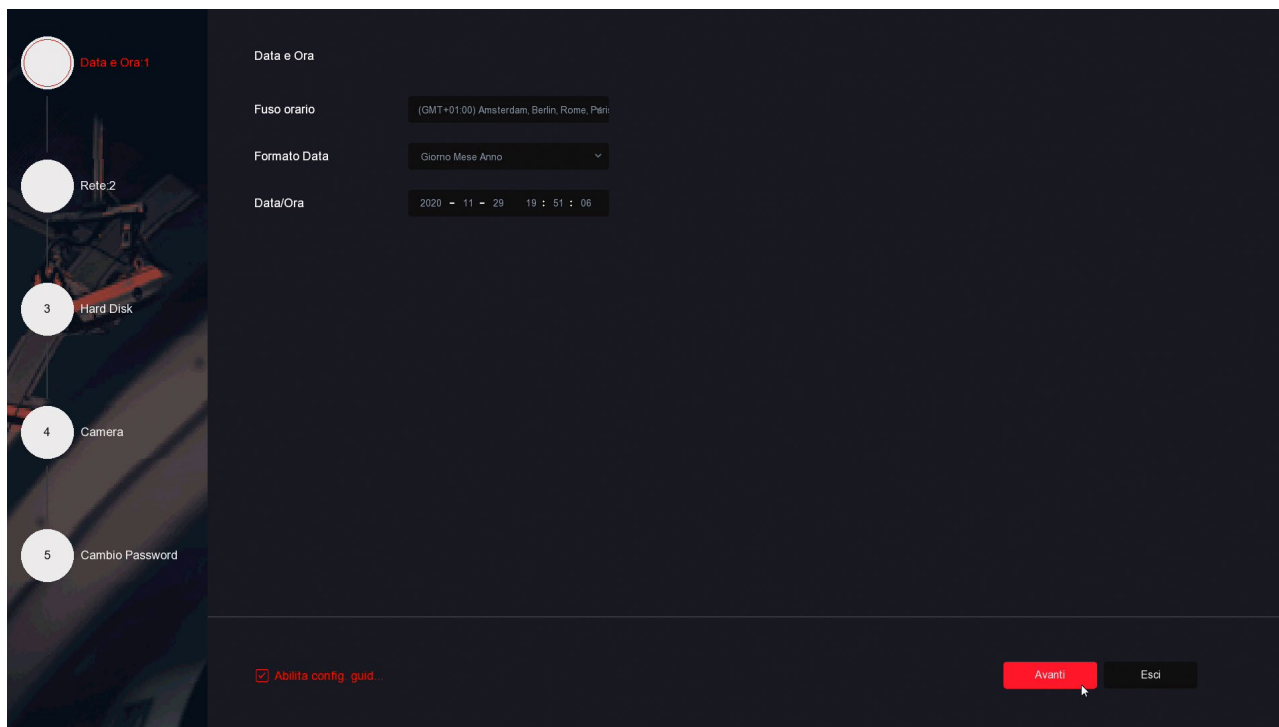 Data e Ora:1
Rete:2
3 Hard Disk
4 Camera
5 Cambio Password
Data e Ora
Fuso orario (GMT+01:00) Amsterdam, Berlin, Rome, Paris
Formato Data Giorno Mese Anno
Data/Ora 2020 - 11 - 29 19 : 51 : 06
Abilita config. guid...
Avanti Esci